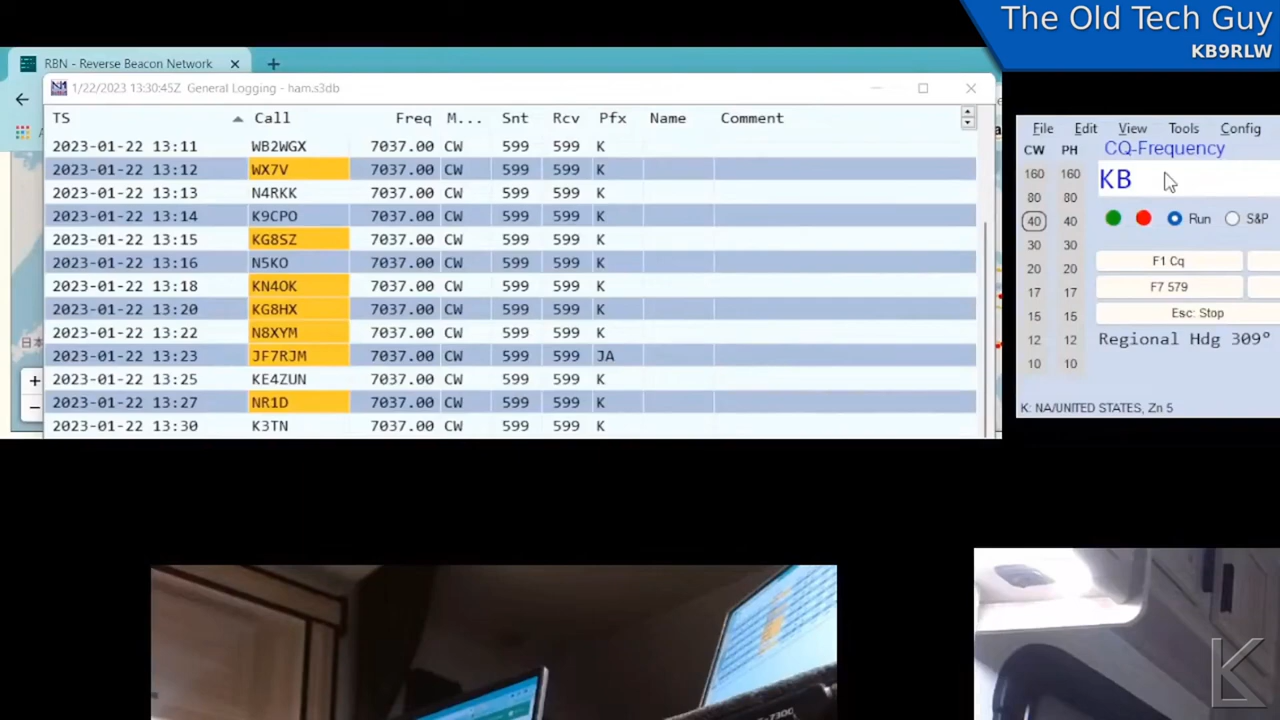 The Old Tech Guy
KB9RLW
RBN - Reverse Beacon Network
1/22/2023 13:30:45Z General Logging - ham.s3db
TS Call Freq M... Snt Rcv Pfx Name Comment
2023-01-22 13:11 WB2WGX 7037.00 CW 599 599 K
2023-01-22 13:12 WX7V 7037.00 CW 599 599 K
2023-01-22 13:13 N4RKK 7037.00 CW 599 599 K
2023-01-22 13:14 K9CPO 7037.00 CW 599 599 K
2023-01-22 13:15 KG8SZ 7037.00 CW 599 599 K
2023-01-22 13:16 N5KO 7037.00 CW 599 599 K
2023-01-22 13:18 KN4OK 7037.00 CW 599 599 K
2023-01-22 13:20 KG8HX 7037.00 CW 599 599 K
2023-01-22 13:22 N8XYM 7037.00 CW 599 599 K
2023-01-22 13:23 JF7RJM 7037.00 CW 599 599 JA
2023-01-22 13:25 KE4ZUN 7037.00 CW 599 599 K
2023-01-22 13:27 NR1D 7037.00 CW 599 599 K
2023-01-22 13:30 K3TN 7037.00 CW 599 599 K
日本
File Edit View Tools Config
CW PH CQ-Frequency
160 160 KB
80 80
40 40 Run S&P
30 30
20 20 F1 Cq
17 17 F7 579
15 15 Esc: Stop
12 12 Regional Hdg 309°
10 10
K: NA/UNITED STATES, Zn 5
-7300